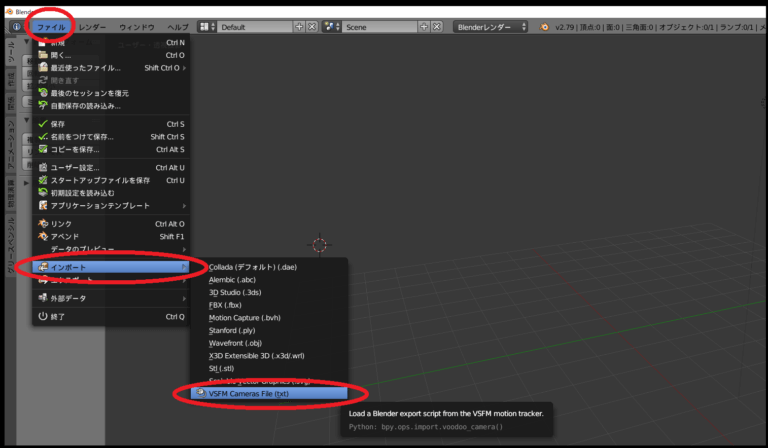 Blender
ファイル レンダー ウィンドウ ヘルプ Default Scene Blenderレンダー v2.79 | 頂点:0 | 面:0 | 三角面:0 | オブジェクト:0/1 | ランプ:0/1 |
新規 Ctrl N
開く... Ctrl O
最近使ったファイル... Shift Ctrl O
開き直す
最後のセッションを復元
自動保存の読み込み...
保存 Ctrl S
名前をつけて保存... Shift Ctrl S
コピーを保存... Ctrl Alt S
ユーザー設定... Ctrl Alt U
スタートアップファイルを保存 Ctrl U
初期設定を読み込む
アプリケーションテンプレート
リンク Ctrl Alt O
アペンド Shift F1
データのプレビュー
インポート
エクスポート
外部データ
終了 Ctrl Q
ツール
作成
関係
アニメーション
物理演算
グリースペンシル
Collada (デフォルト) (.dae)
Alembic (.abc)
3D Studio (.3ds)
FBX (.fbx)
Motion Capture (.bvh)
Stanford (.ply)
Wavefront (.obj)
X3D Extensible 3D (.x3d/.wrl)
Stl (.stl)
Scalable Vector Graphics (.svg)
VSFM Cameras File (txt)
Load a Blender export script from the VSFM motion tracker.
Python: bpy.ops.import.voodoo_camera()